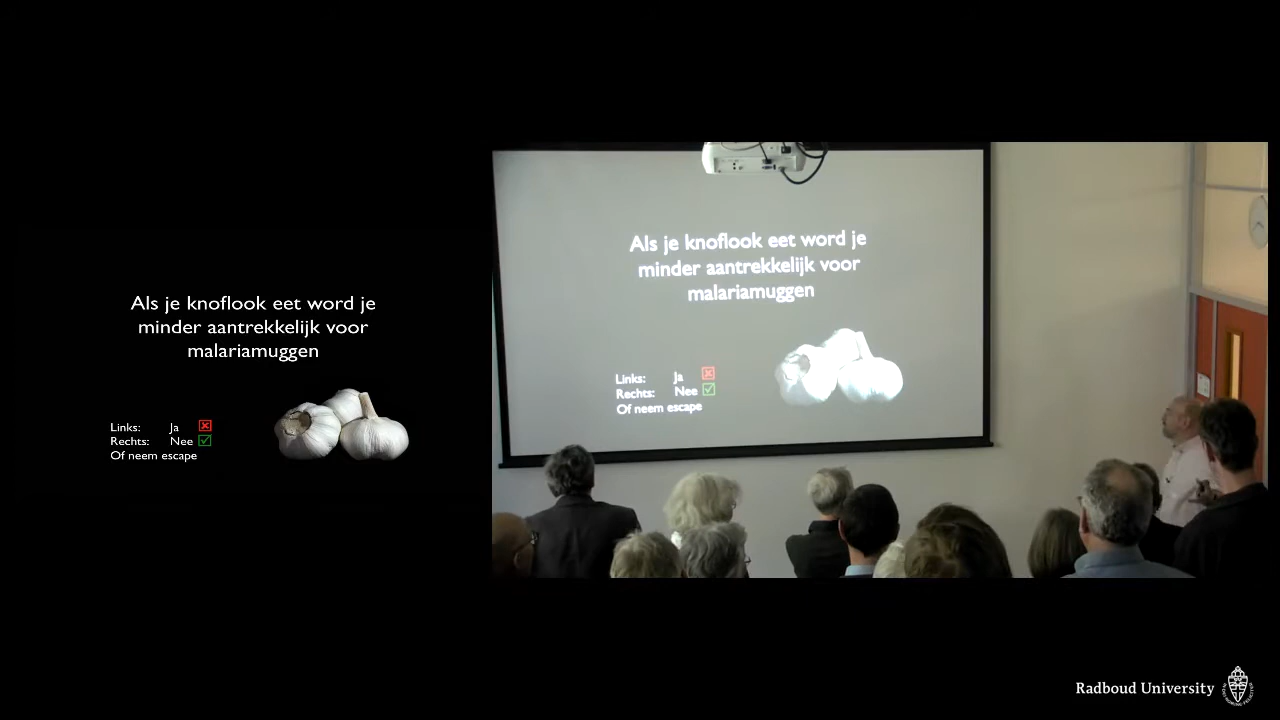 Als je knoflook eet word je
minder aantrekkelijk voor
malariamuggen
Links: Ja
Rechts: Nee
Of neem escape
Als je knoflook eet word je
minder aantrekkelijk voor
malariamuggen
Links: Ja
Rechts: Nee
Of neem escape
Radboud University